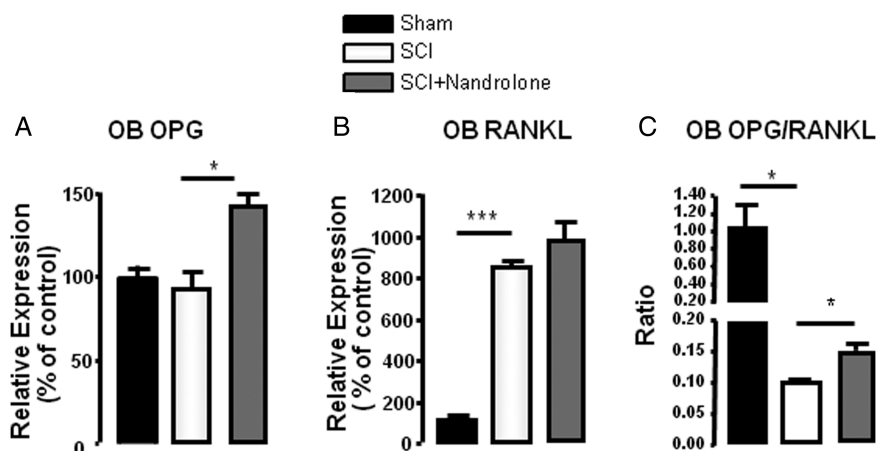 Sham
SCI
SCI+Nandrolone
A OB OPG
*
150
100
50
0
Relative Expression
(% of control)
B OB RANKL
***
1200
1000
800
600
400
200
0
Relative Expression
( % of control)
C OB OPG/RANKL
*
1.40
1.20
1.00
0.80
0.60
0.40
0.20
*
0.20
0.15
0.10
0.05
0.00
Ratio